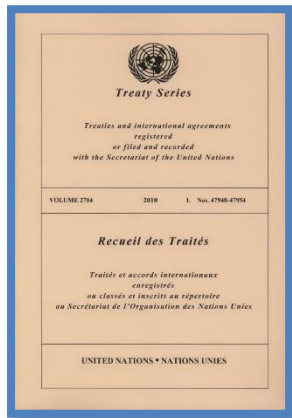 Treaty Series
Treaties and international agreements
registered
or filed and recorded
with the Secretariat of the United Nations
VOLUME 2704 2010 I. Nos. 47948-47954
Recueil des Traités
Traités et accords internationaux
enregistrés
ou classés et inscrits au répertoire
au Secrétariat de l'Organisation des Nations Unies
UNITED NATIONS • NATIONS UNIES